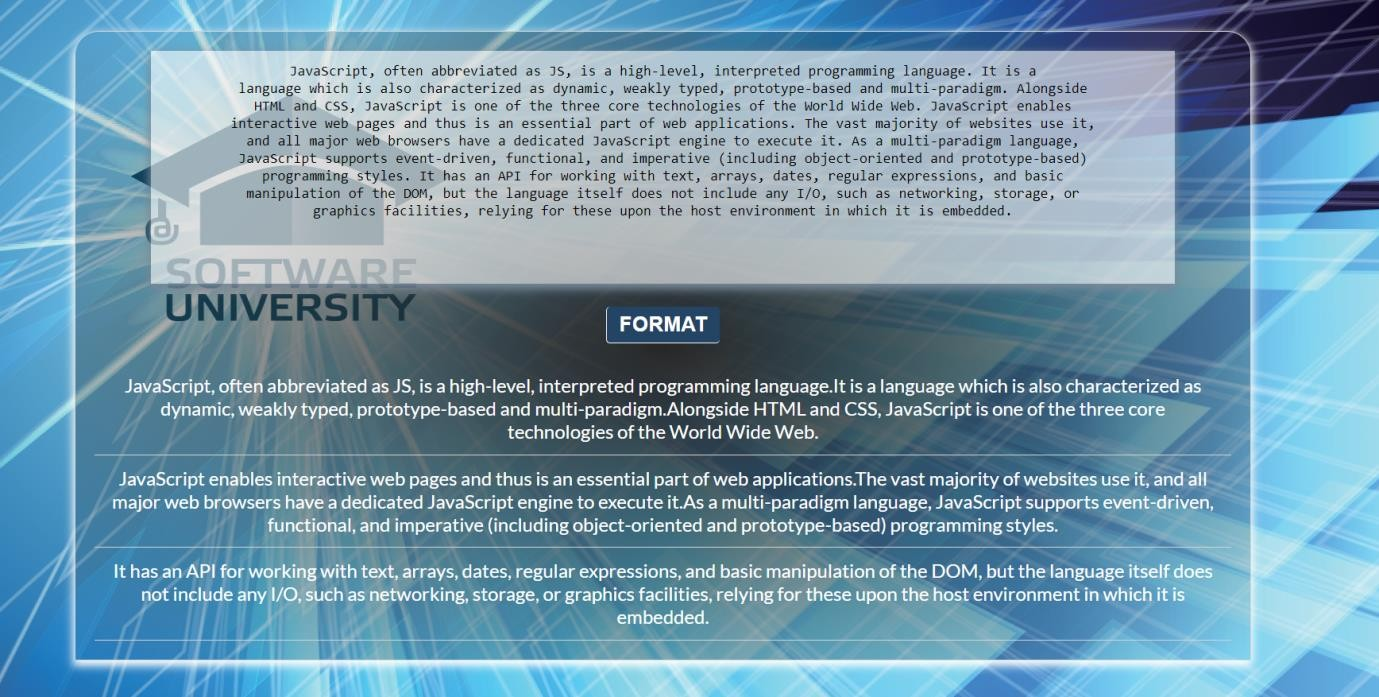 JavaScript, often abbreviated as JS, is a high-level, interpreted programming language. It is a
language which is also characterized as dynamic, weakly typed, prototype-based and multi-paradigm. Alongside
HTML and CSS, JavaScript is one of the three core technologies of the World Wide Web. JavaScript enables
interactive web pages and thus is an essential part of web applications. The vast majority of websites use it,
and all major web browsers have a dedicated JavaScript engine to execute it. As a multi-paradigm language,
JavaScript supports event-driven, functional, and imperative (including object-oriented and prototype-based)
programming styles. It has an API for working with text, arrays, dates, regular expressions, and basic
manipulation of the DOM, but the language itself does not include any I/O, such as networking, storage, or
graphics facilities, relying for these upon the host environment in which it is embedded.
SOFTWARE
UNIVERSITY
FORMAT
JavaScript, often abbreviated as JS, is a high-level, interpreted programming language.It is a language which is also characterized as
dynamic, weakly typed, prototype-based and multi-paradigm.Alongside HTML and CSS, JavaScript is one of the three core
technologies of the World Wide Web.
JavaScript enables interactive web pages and thus is an essential part of web applications.The vast majority of websites use it, and all
major web browsers have a dedicated JavaScript engine to execute it.As a multi-paradigm language, JavaScript supports event-driven,
functional, and imperative (including object-oriented and prototype-based) programming styles.
It has an API for working with text, arrays, dates, regular expressions, and basic manipulation of the DOM, but the language itself does
not include any I/O, such as networking, storage, or graphics facilities, relying for these upon the host environment in which it is
embedded.